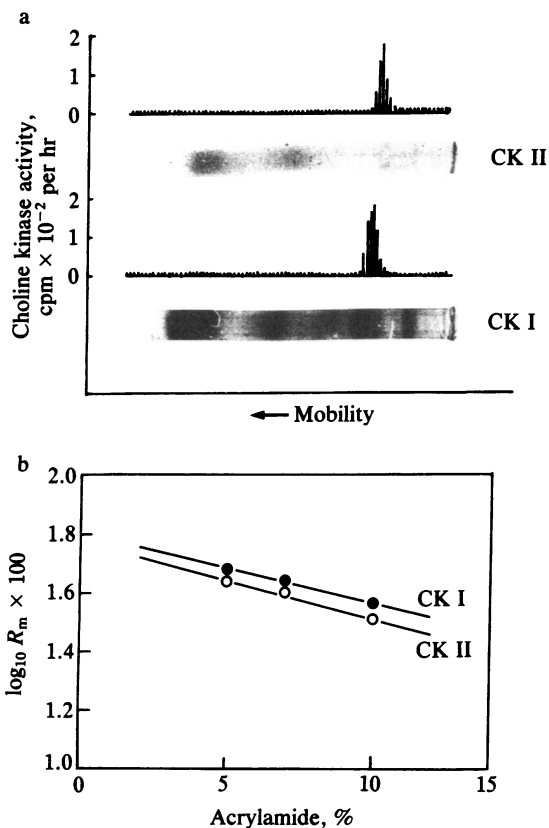 a
Choline kinase activity,
cpm × 10⁻² per hr
2
1
0
CK II
2
1
0
CK I
← Mobility
b
log₁₀ Rₘ × 100
2.0
1.8
1.6
1.4
1.2
1.0
CK I
CK II
0
5
10
15
Acrylamide, %